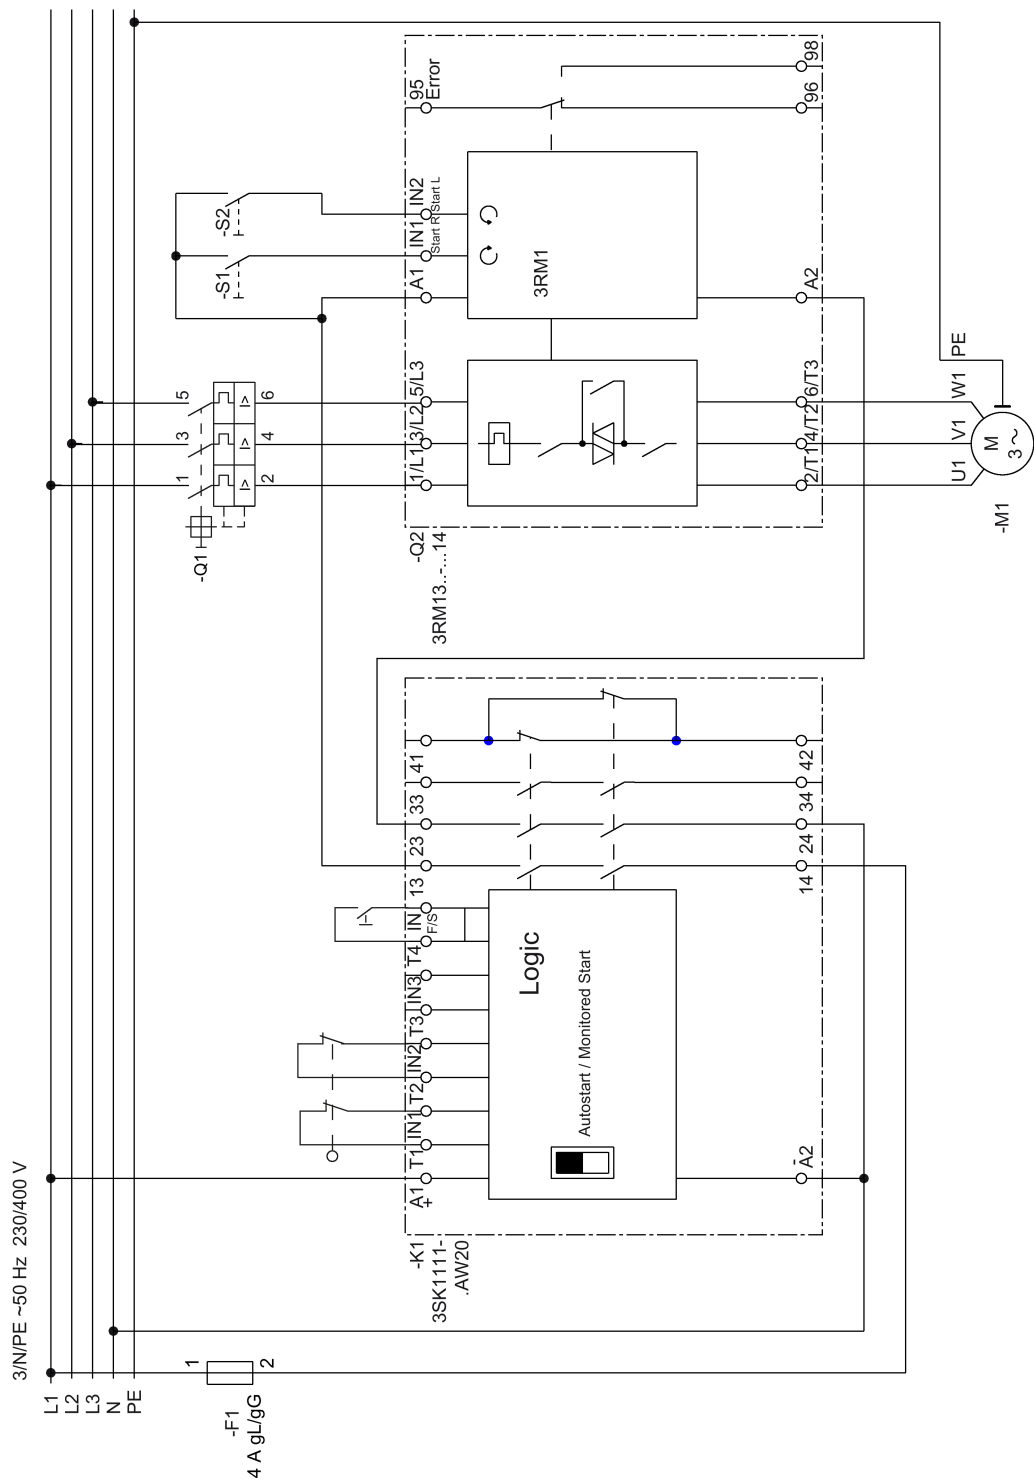 3/N/PE ~50 Hz 230/400 V
L1
L2
L3
N
PE
-F1
4 A gL/gG
1
2
-K1
3SK1111-
.AW20
A1
+
T1
IN1
T2
IN2
T3
IN3
T4
IN
F/S
13
23
33
41
Logic
Autostart / Monitored Start
A2
-
14
24
34
42
-Q1
1
3
5
I>
I>
I>
2
4
6
-S1
-S2
-Q2
3RM13..-...14
1/L1
3/L2
5/L3
A1
IN1
Start R
IN2
Start L
95
Error
3RM1
2/T1
4/T2
6/T3
A2
96
98
U1
V1
W1
PE
M
3~
-M1